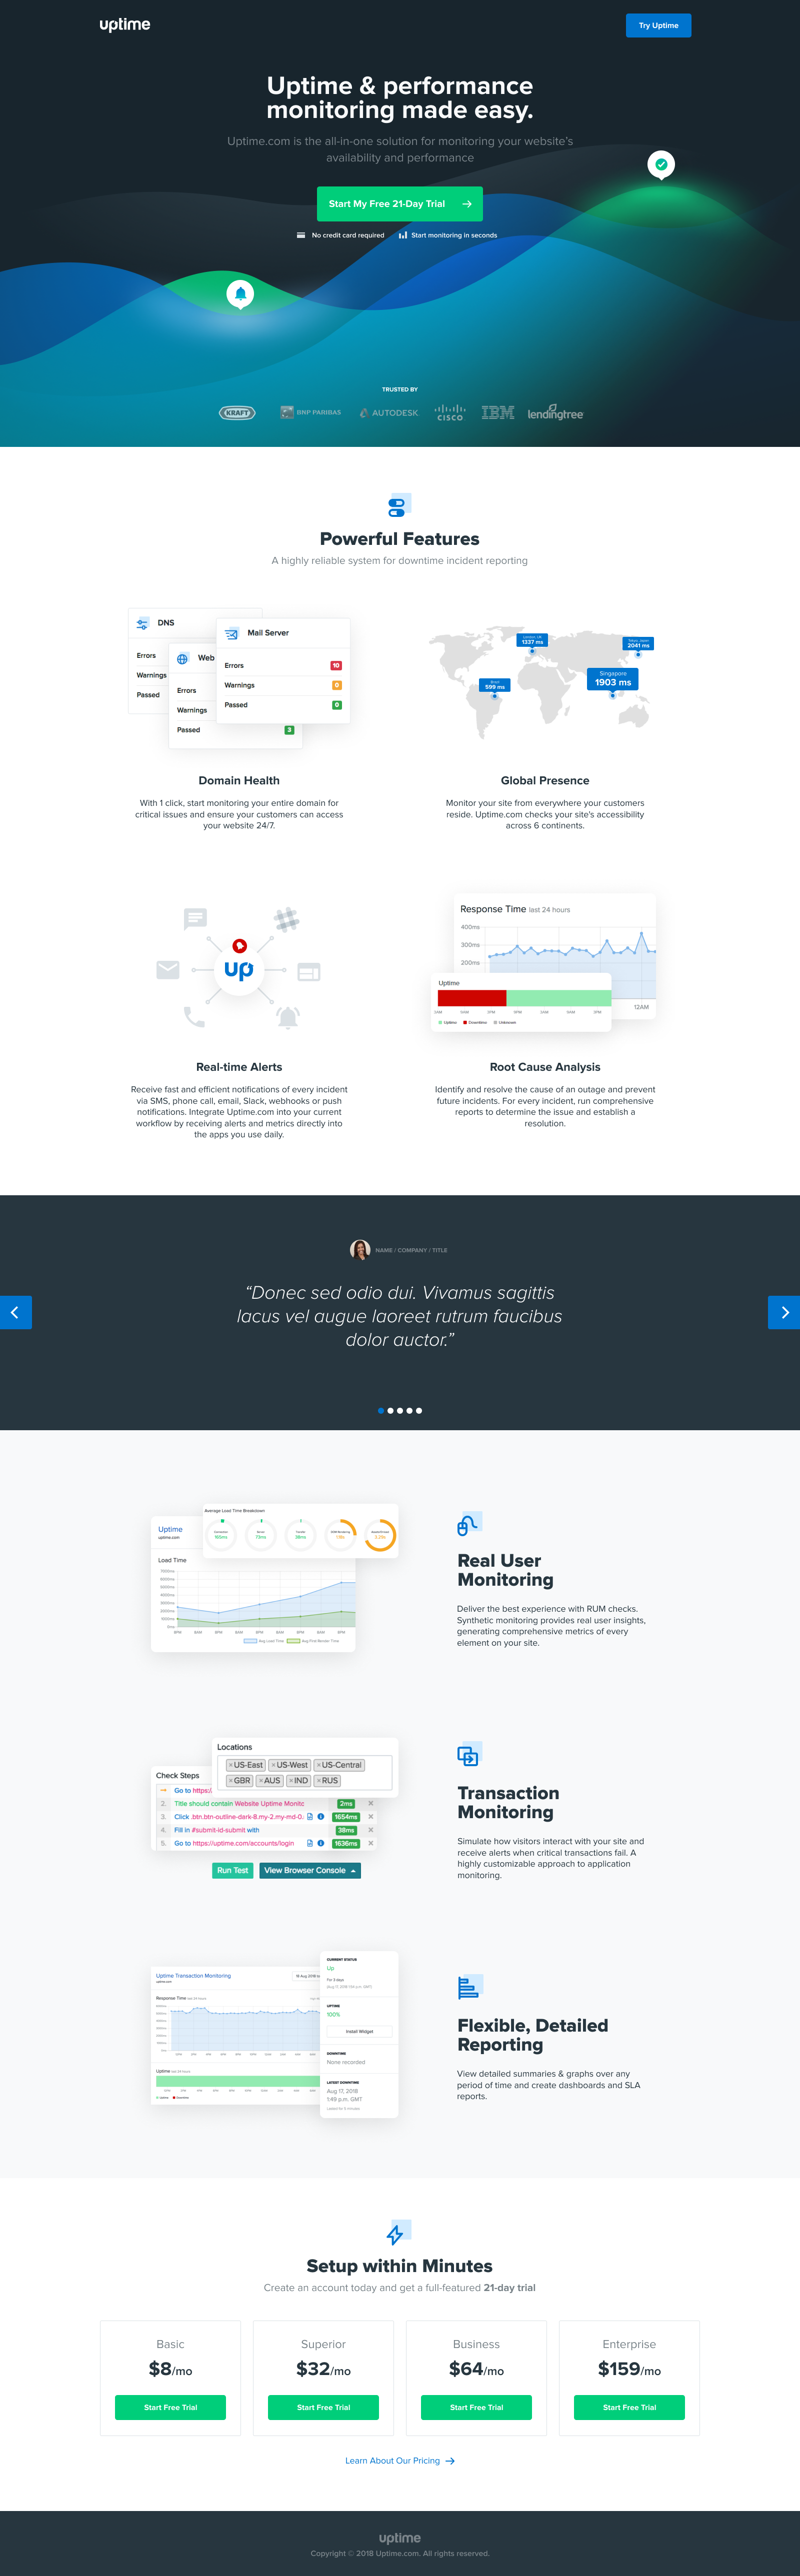 uptime
Try Uptime
Uptime & performance
monitoring made easy.
Uptime.com is the all-in-one solution for monitoring your website's
availability and performance
Start My Free 21-Day Trial
No credit card required
Start monitoring in seconds
TRUSTED BY
KRAFT
BNP PARIBAS
AUTODESK
CISCO
IBM
lendingtree
Powerful Features
A highly reliable system for downtime incident reporting
DNS
Errors
Warnings
Passed
Web
Errors
Warnings
Passed
3
Mail Server
Errors
10
Warnings
0
Passed
0
1337 ms
2041 ms
599 ms
Singapore
1903 ms
Domain Health
With 1 click, start monitoring your entire domain for
critical issues and ensure your customers can access
your website 24/7.
Global Presence
Monitor your site from everywhere your customers
reside. Uptime.com checks your site's accessibility
across 6 continents.
up
Response Time last 24 hours
400ms
300ms
200ms
12AM
Uptime
Uptime
Downtime
Unknown
Real-time Alerts
Receive fast and efficient notifications of every incident
via SMS, phone call, email, Slack, webhooks or push
notifications. Integrate Uptime.com into your current
workflow by receiving alerts and metrics directly into
the apps you use daily.
Root Cause Analysis
Identify and resolve the cause of an outage and prevent
future incidents. For every incident, run comprehensive
reports to determine the issue and establish a
resolution.
NAME / COMPANY / TITLE
“Donec sed odio dui. Vivamus sagittis
lacus vel augue laoreet rutrum faucibus
dolor auctor.”
Average Load Time Breakdown
Uptime
uptime.com
Load Time
Avg Load Time
Avg First Render Time
Real User
Monitoring
Deliver the best experience with RUM checks.
Synthetic monitoring provides real user insights,
generating comprehensive metrics of every
element on your site.
Locations
× US-East
× US-West
× US-Central
× GBR
× AUS
× IND
× RUS
Check Steps
Go to https:/
2. Title should contain Website Uptime Monitc
2ms
3. Click .btn.btn-outline-dark-8.my-2.my-md-0.
1654ms
4. Fill in #submit-id-submit with
38ms
5. Go to https://uptime.com/accounts/login
1636ms
Run Test
View Browser Console
Transaction
Monitoring
Simulate how visitors interact with your site and
receive alerts when critical transactions fail. A
highly customizable approach to application
monitoring.
Uptime Transaction Monitoring
Response Time last 24 hours
Uptime last 24 hours
CURRENT STATUS
Up
For 3 days
UPTIME
100%
Install Widget
DOWNTIME
None recorded
LATEST DOWNTIME
Aug 17, 2018
1:49 p.m. GMT
Flexible, Detailed
Reporting
View detailed summaries & graphs over any
period of time and create dashboards and SLA
reports.
Setup within Minutes
Create an account today and get a full-featured 21-day trial
Basic
$8/mo
Start Free Trial
Superior
$32/mo
Start Free Trial
Business
$64/mo
Start Free Trial
Enterprise
$159/mo
Start Free Trial
Learn About Our Pricing
uptime
Copyright © 2018 Uptime.com. All rights reserved.